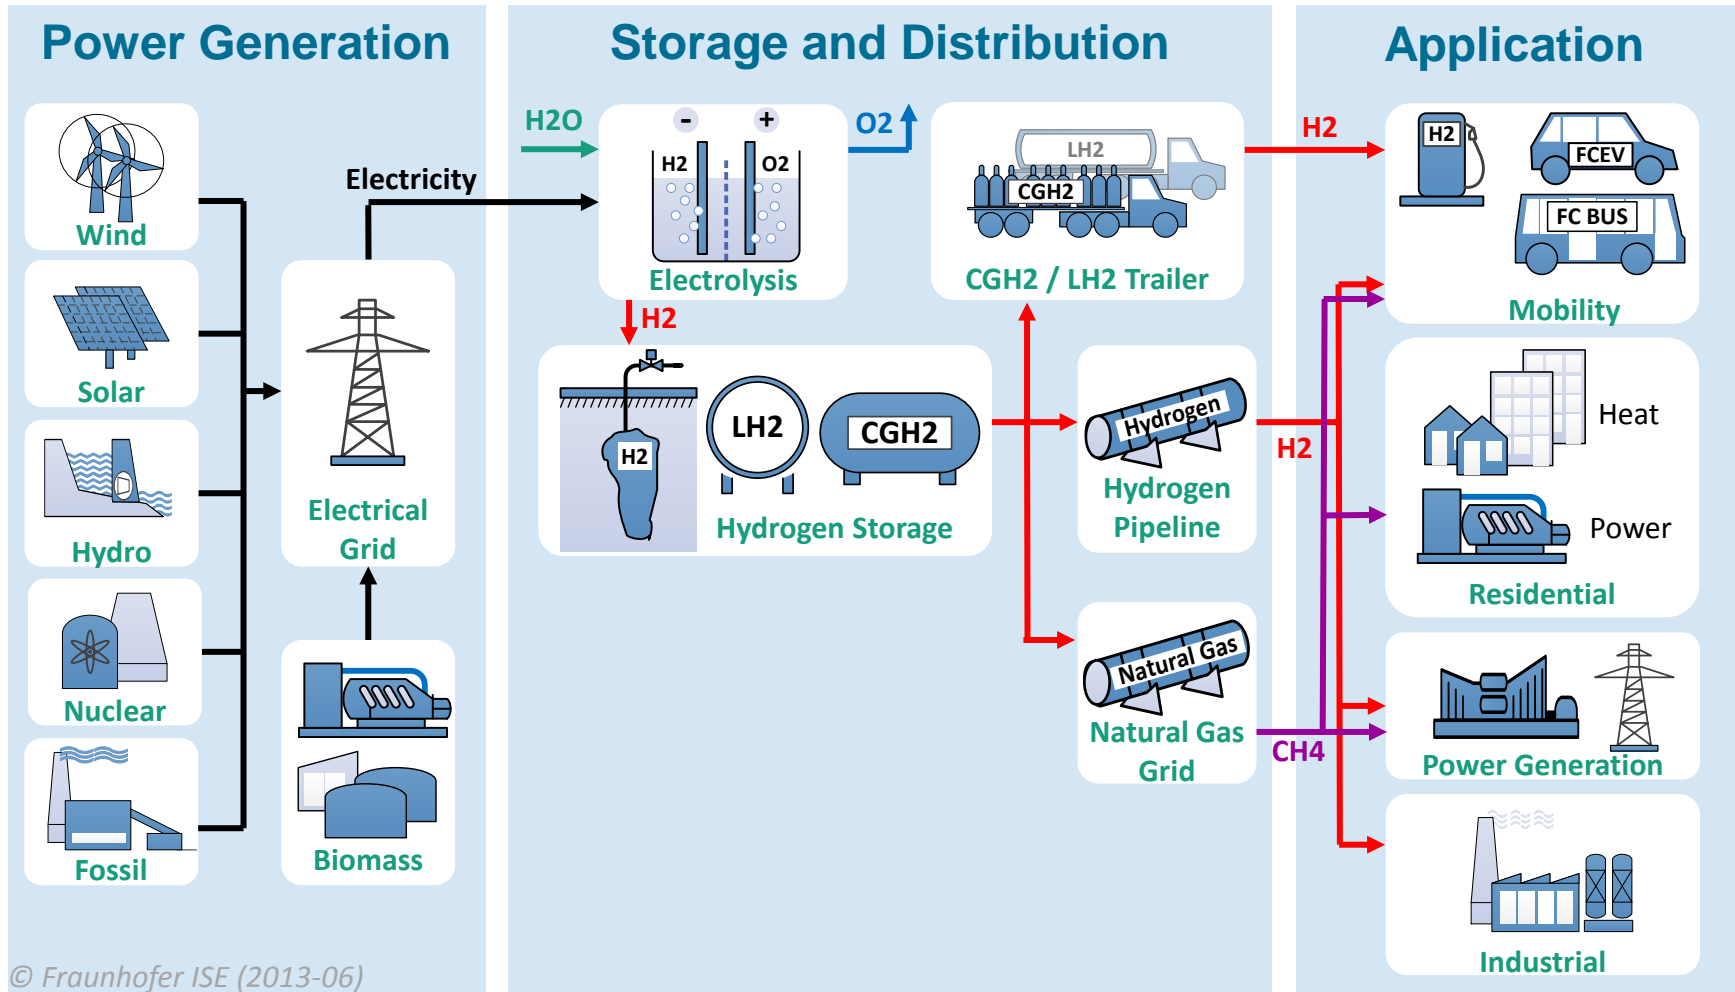 Power Generation
Wind
Solar
Hydro
Nuclear
Fossil
Electrical
Grid
Biomass
© Fraunhofer ISE (2013-06)
Electricity
Storage and Distribution
H2O
- +
H2 O2
Electrolysis
O2
LH2
CGH2
CGH2 / LH2 Trailer
H2
H2
LH2
CGH2
Hydrogen Storage
Hydrogen
Hydrogen
Pipeline
Natural Gas
Natural Gas
Grid
H2
H2
CH4
Application
H2
FCEV
FC BUS
Mobility
Heat
Power
Residential
Power Generation
Industrial